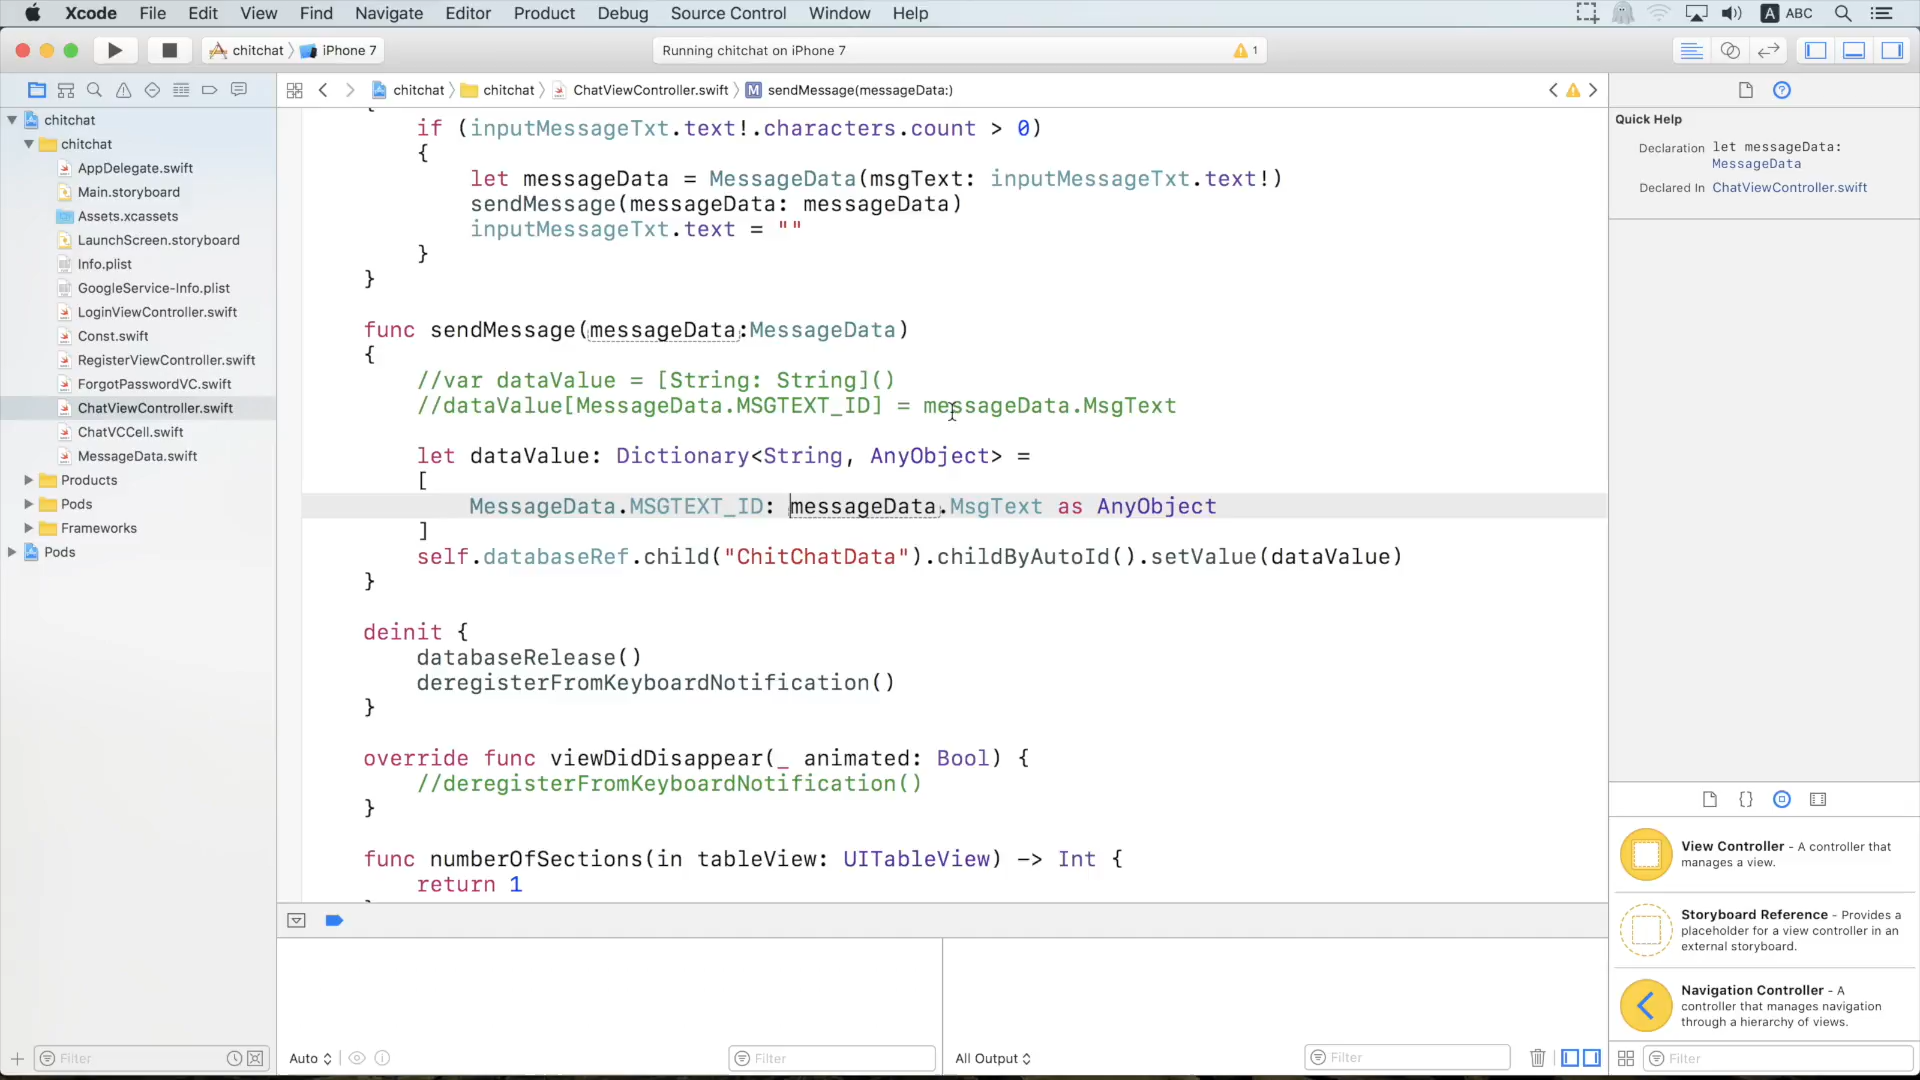 Xcode File Edit View Find Navigate Editor Product Debug Source Control Window Help A ABC
chitchat iPhone 7
Running chitchat on iPhone 7
1
chitchat chitchat ChatViewController.swift M sendMessage(messageData:)
chitchat
chitchat
AppDelegate.swift
Main.storyboard
Assets.xcassets
LaunchScreen.storyboard
Info.plist
GoogleService-Info.plist
LoginViewController.swift
Const.swift
RegisterViewController.swift
ForgotPasswordVC.swift
ChatViewController.swift
ChatVCCell.swift
MessageData.swift
Products
Pods
Frameworks
Pods
Filter
if (inputMessageTxt.text!.characters.count > 0)
{
let messageData = MessageData(msgText: inputMessageTxt.text!)
sendMessage(messageData: messageData)
inputMessageTxt.text = ""
}
}
func sendMessage(messageData:MessageData)
{
//var dataValue = [String: String]()
//dataValue[MessageData.MSGTEXT_ID] = messageData.MsgText
let dataValue: Dictionary<String, AnyObject> =
[
MessageData.MSGTEXT_ID: messageData.MsgText as AnyObject
]
self.databaseRef.child("ChitChatData").childByAutoId().setValue(dataValue)
}
deinit {
databaseRelease()
deregisterFromKeyboardNotification()
}
override func viewDidDisappear(_ animated: Bool) {
//deregisterFromKeyboardNotification()
}
func numberOfSections(in tableView: UITableView) -> Int {
return 1
Auto
Filter
All Output
Filter
Quick Help
Declaration let messageData:
MessageData
Declared In ChatViewController.swift
{}
View Controller - A controller that
manages a view.
Storyboard Reference - Provides a
placeholder for a view controller in an
external storyboard.
Navigation Controller - A
controller that manages navigation
through a hierarchy of views.
Filter